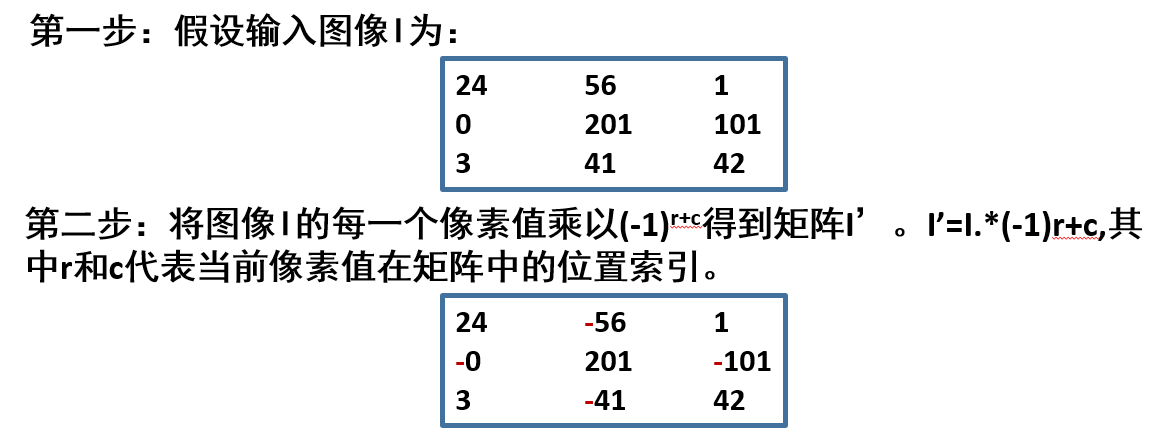 第一步：假设输入图像I为：
24 56 1
0 201 101
3 41 42
第二步：将图像I的每一个像素值乘以(-1)r+c得到矩阵I’ 。I’=I.*(-1)r+c,其
中r和c代表当前像素值在矩阵中的位置索引。
24 -56 1
-0 201 -101
3 -41 42